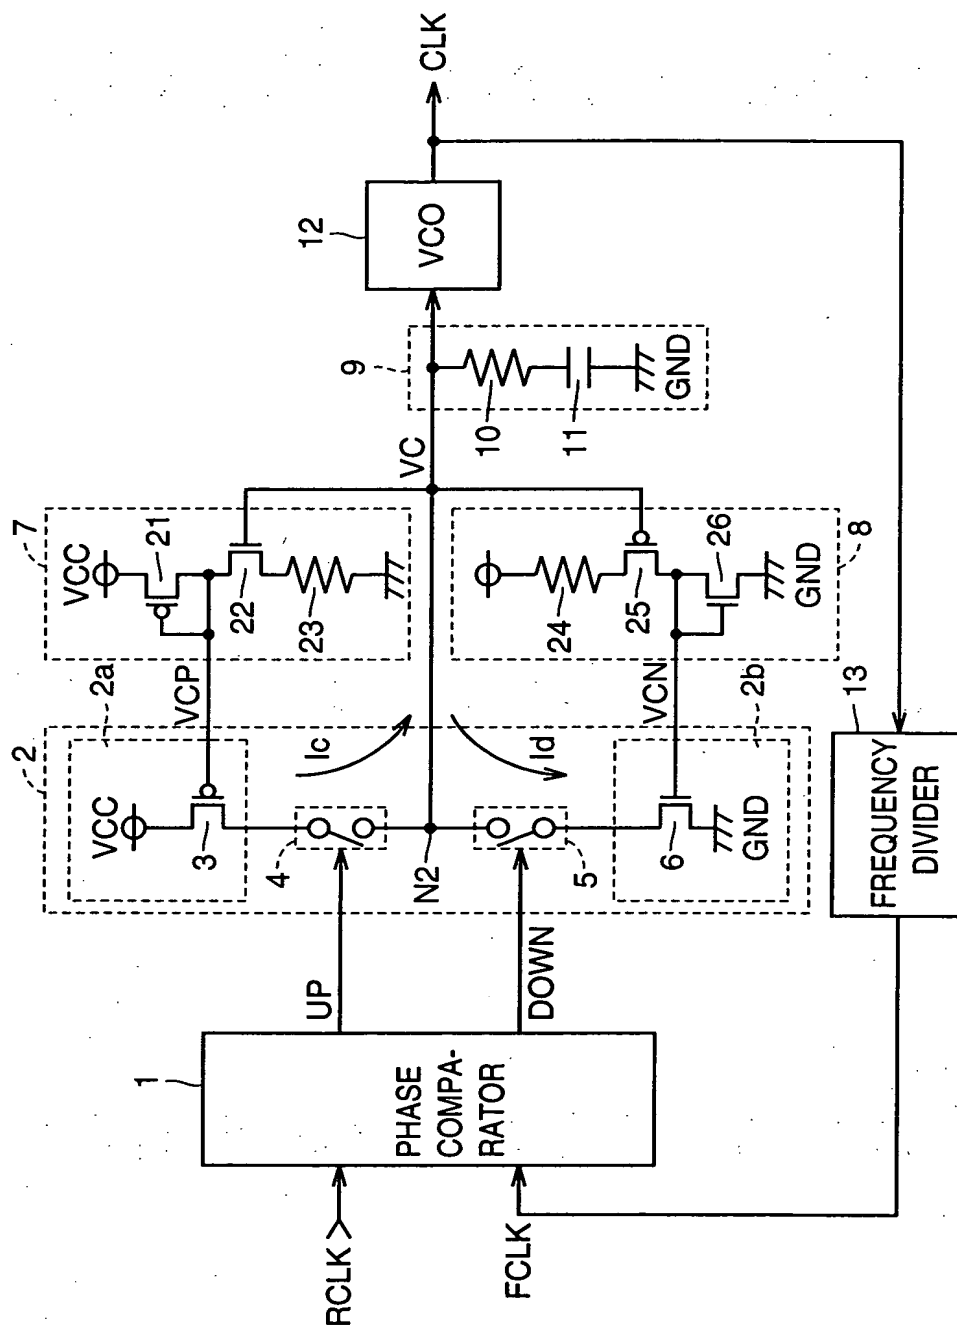 RCLK
FCLK
1
PHASE
COMPA-
RATOR
UP
DOWN
2
2a
VCC
3
4
N2
5
6
GND
2b
Ic
Id
VCP
VCN
7
VCC
21
22
23
24
25
26
GND
8
VC
9
10
11
GND
12
VCO
CLK
13
FREQUENCY
DIVIDER